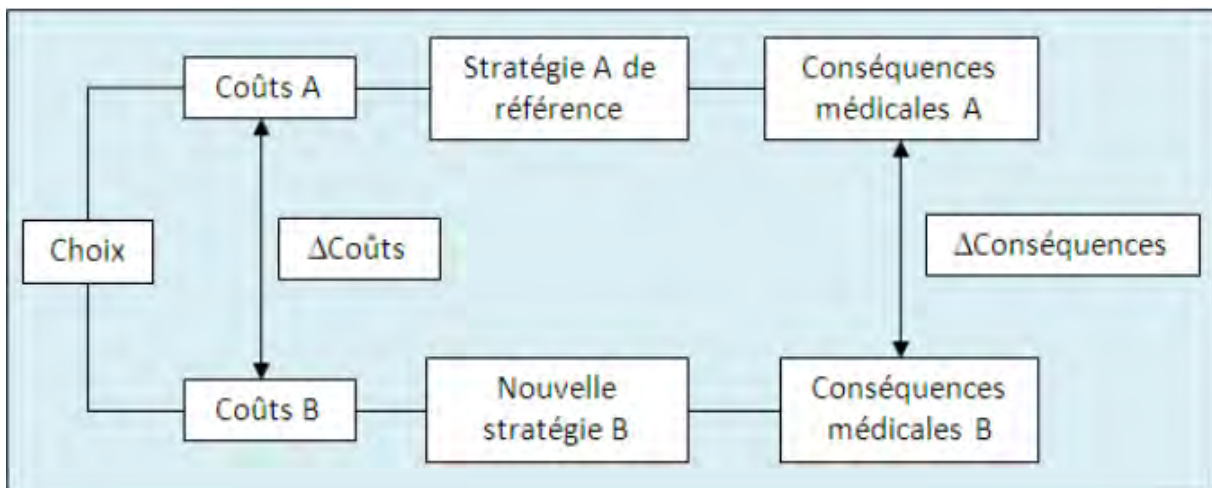 Coûts A
Stratégie A de
référence
Conséquences
médicales A
Choix
ΔCoûts
ΔConséquences
Coûts B
Nouvelle
stratégie B
Conséquences
médicales B